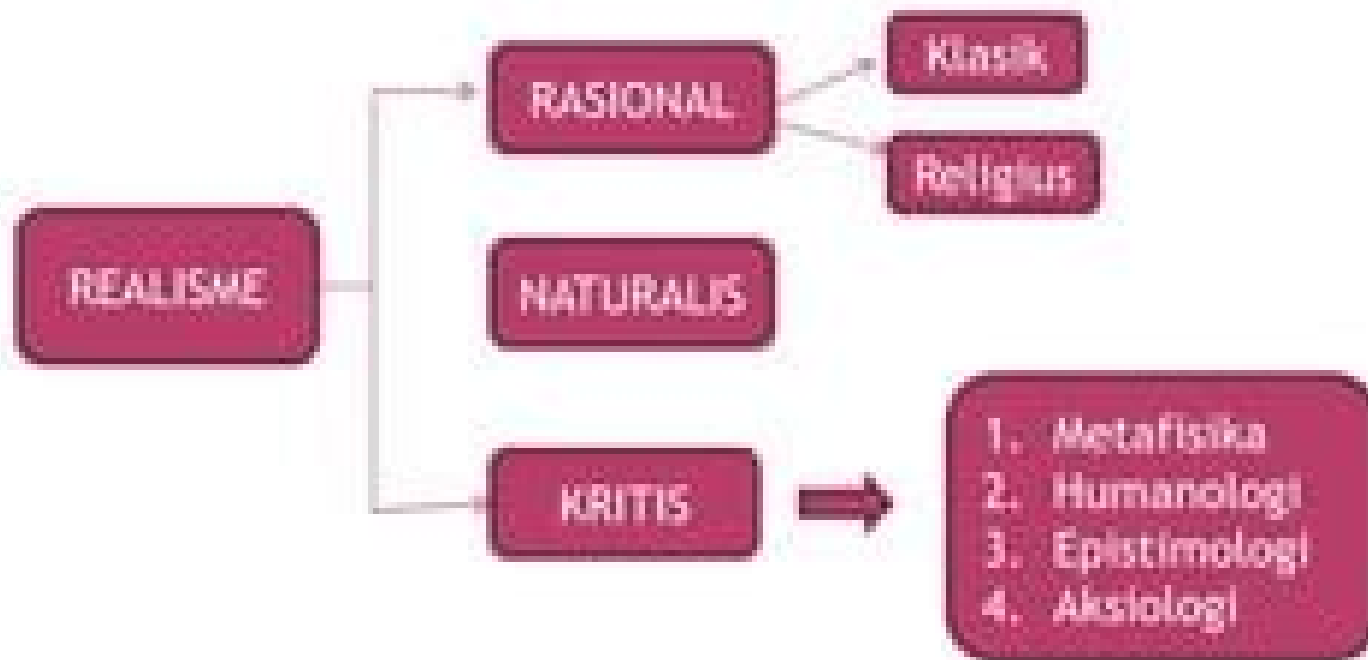 REALISME
RASIONAL
Klasik
Religius
NATURALIS
KRITIS
1. Metafisika
2. Humanologi
3. Epistimologi
4. Aksiologi